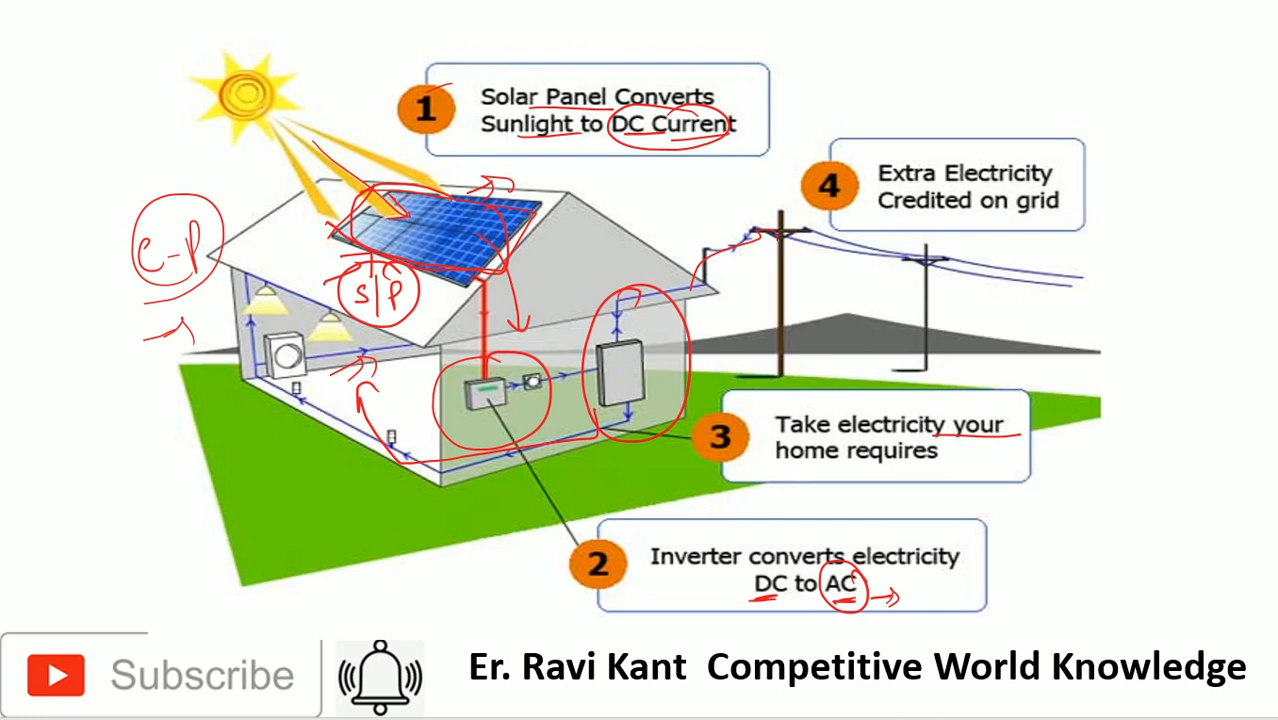 1
Solar Panel Converts
Sunlight to DC Current
4
Extra Electricity
Credited on grid
e-p
S|P
3
Take electricity your
home requires
2
Inverter converts electricity
DC to AC
Subscribe
Er. Ravi Kant Competitive World Knowledge